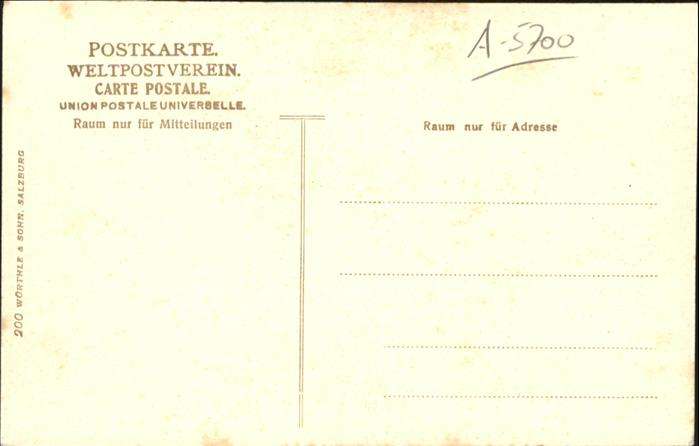 POSTKARTE.
WELTPOSTVEREIN.
CARTE POSTALE.
UNION POSTALE UNIVERSELLE.
Raum nur für Mitteilungen
A-5700
Raum nur für Adresse
200 WÜRTHLE & SOHN, SALZBURG